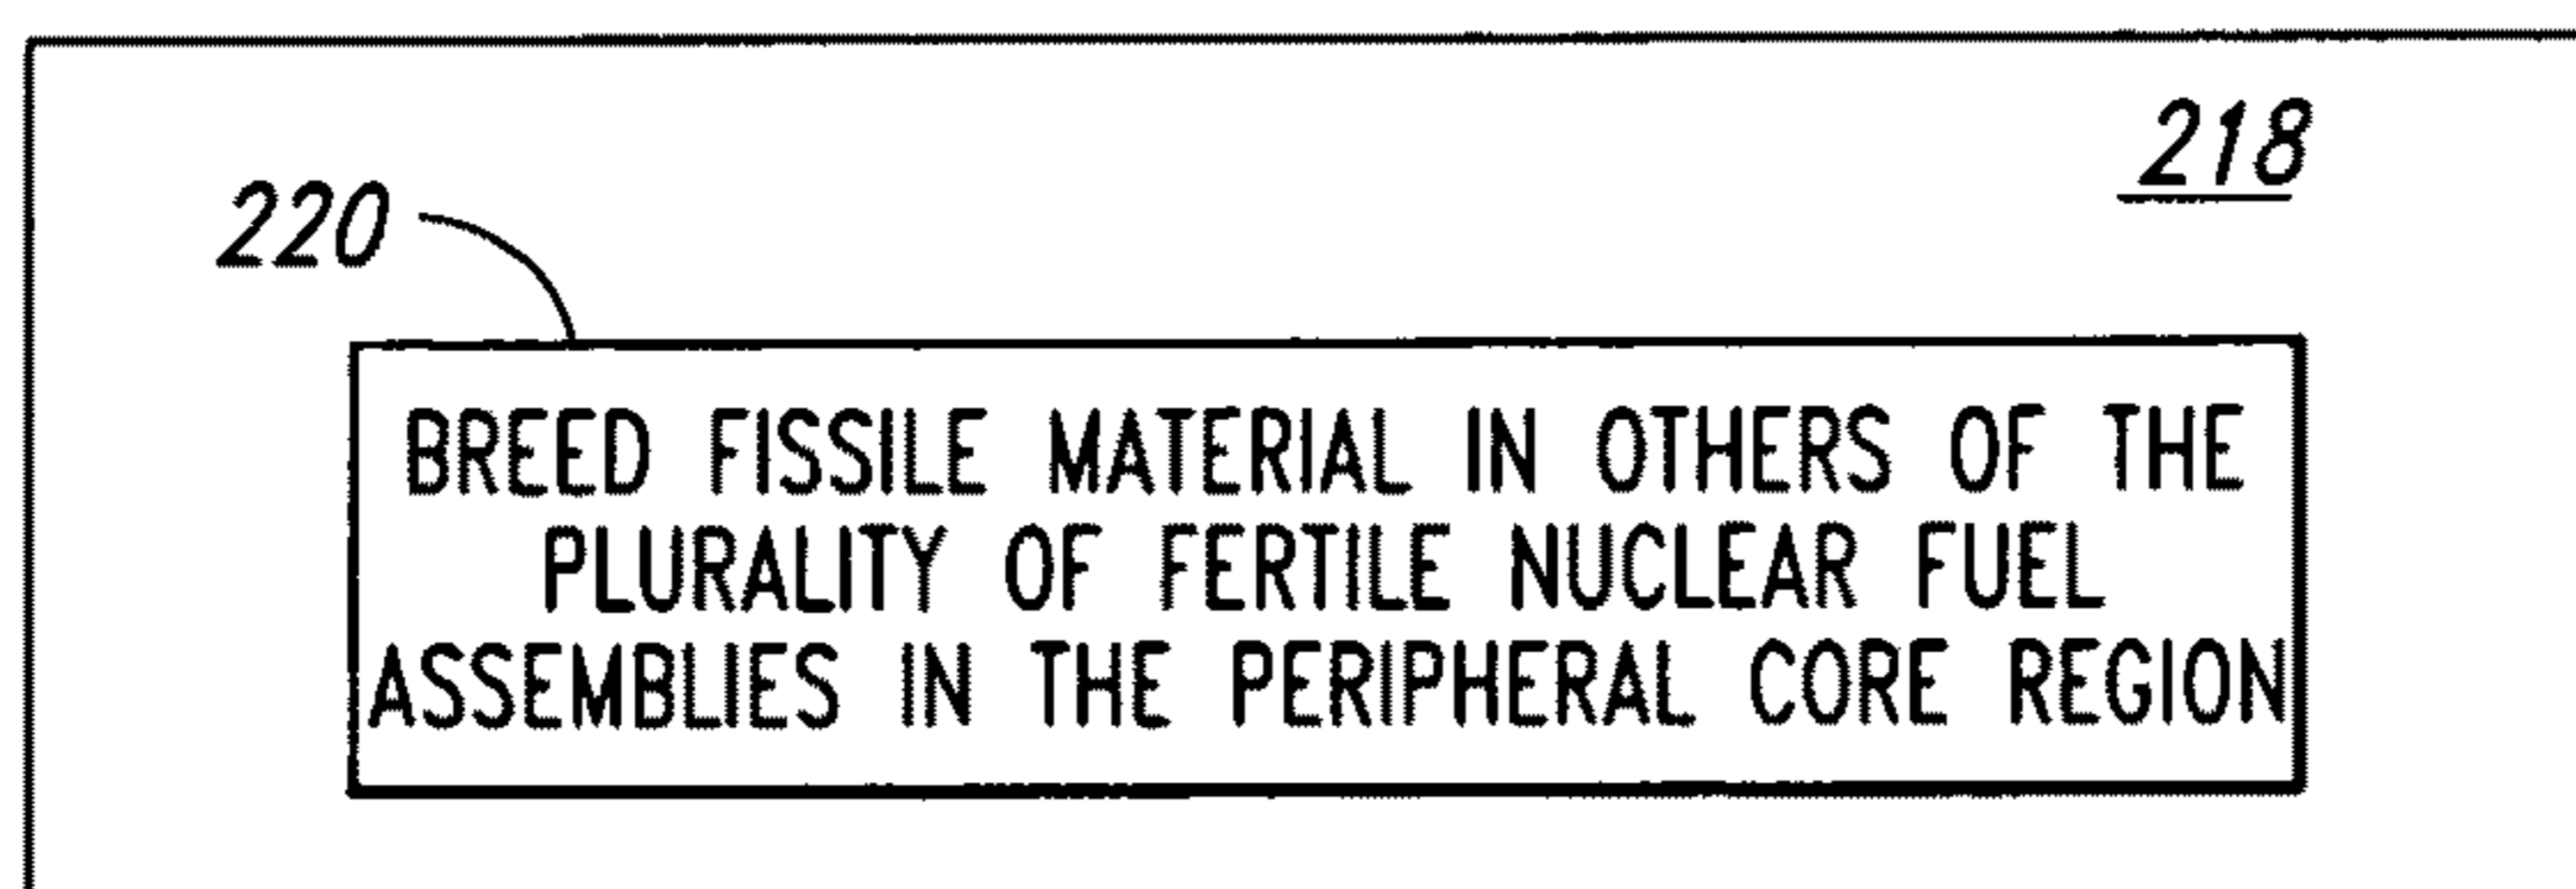 218
220
BREED FISSILE MATERIAL IN OTHERS OF THE
PLURALITY OF FERTILE NUCLEAR FUEL
ASSEMBLIES IN THE PERIPHERAL CORE REGION